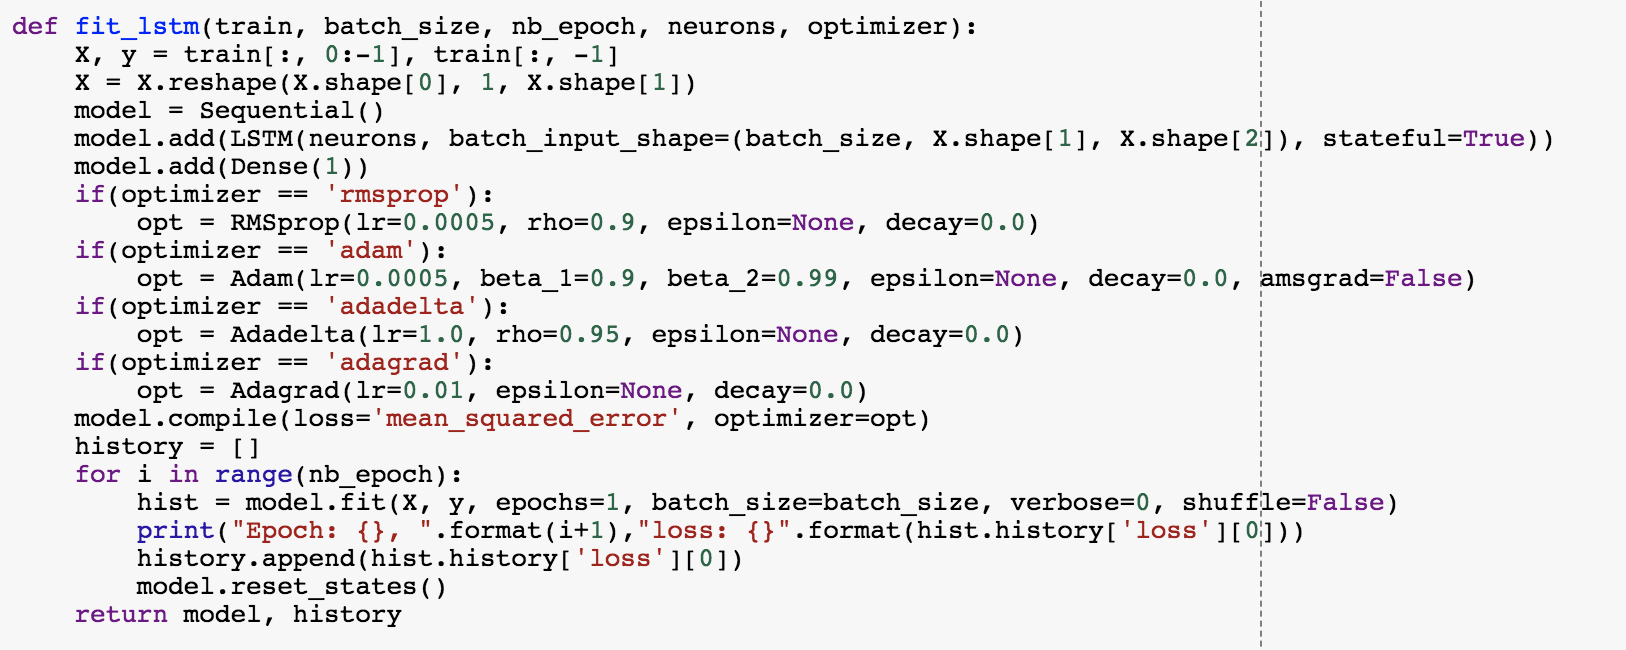 def fit_lstm(train, batch_size, nb_epoch, neurons, optimizer):
    X, y = train[:, 0:-1], train[:, -1]
    X = X.reshape(X.shape[0], 1, X.shape[1])
    model = Sequential()
    model.add(LSTM(neurons, batch_input_shape=(batch_size, X.shape[1], X.shape[2]), stateful=True))
    model.add(Dense(1))
    if(optimizer == 'rmsprop'):
        opt = RMSprop(lr=0.0005, rho=0.9, epsilon=None, decay=0.0)
    if(optimizer == 'adam'):
        opt = Adam(lr=0.0005, beta_1=0.9, beta_2=0.99, epsilon=None, decay=0.0, amsgrad=False)
    if(optimizer == 'adadelta'):
        opt = Adadelta(lr=1.0, rho=0.95, epsilon=None, decay=0.0)
    if(optimizer == 'adagrad'):
        opt = Adagrad(lr=0.01, epsilon=None, decay=0.0)
    model.compile(loss='mean_squared_error', optimizer=opt)
    history = []
    for i in range(nb_epoch):
        hist = model.fit(X, y, epochs=1, batch_size=batch_size, verbose=0, shuffle=False)
        print("Epoch: {}, ".format(i+1),"loss: {}".format(hist.history['loss'][0]))
        history.append(hist.history['loss'][0])
        model.reset_states()
    return model, history